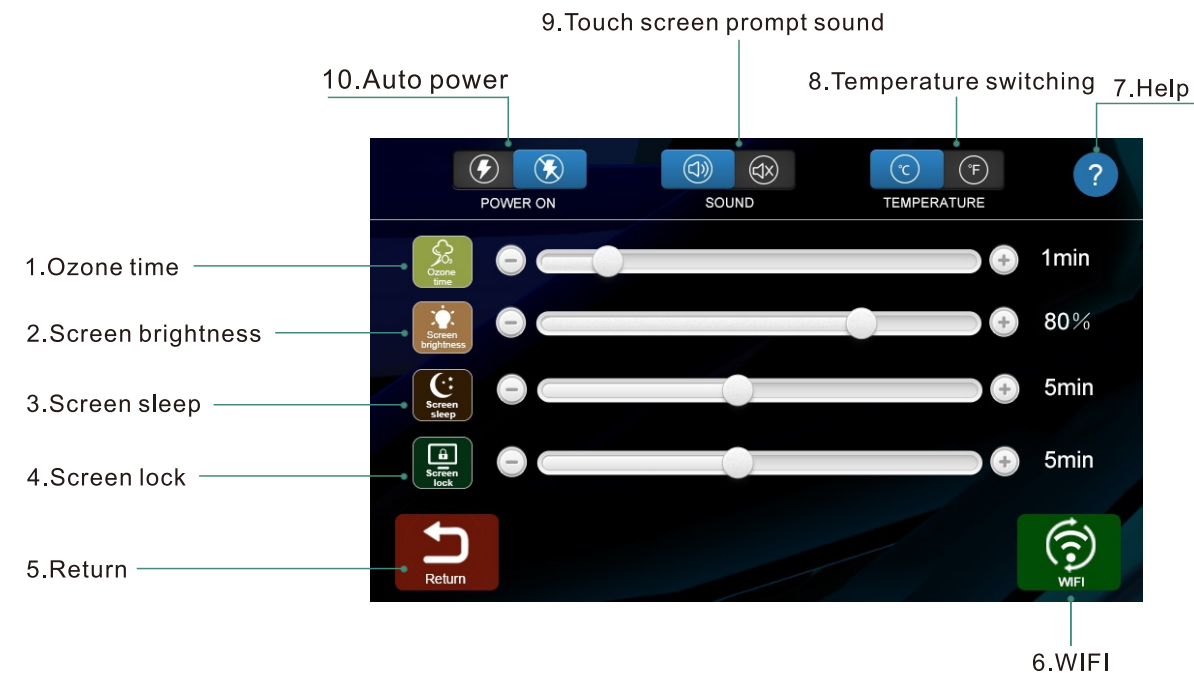 9.Touch screen prompt sound
10.Auto power
8.Temperature switching
7.Help
°C
°F
?
POWER ON
SOUND
TEMPERATURE
1.Ozone time
O₃
Ozone
time
1min
2.Screen brightness
Screen
brightness
80%
3.Screen sleep
Screen
sleep
5min
4.Screen lock
Screen
lock
5min
5.Return
Return
WIFI
6.WIFI